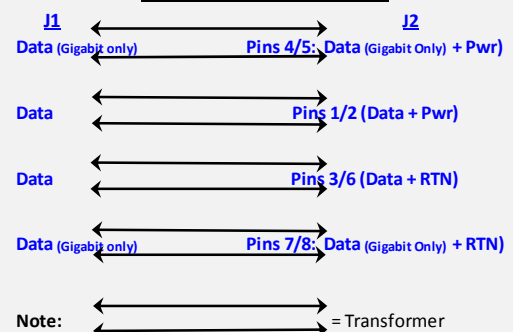 J1 J2
Data (Gigabit only) Pins 4/5: Data (Gigabit Only) + Pwr)
Data Pins 1/2 (Data + Pwr)
Data Pins 3/6 (Data + RTN)
Data (Gigabit only) Pins 7/8: Data (Gigabit Only) + RTN)
Note: = Transformer